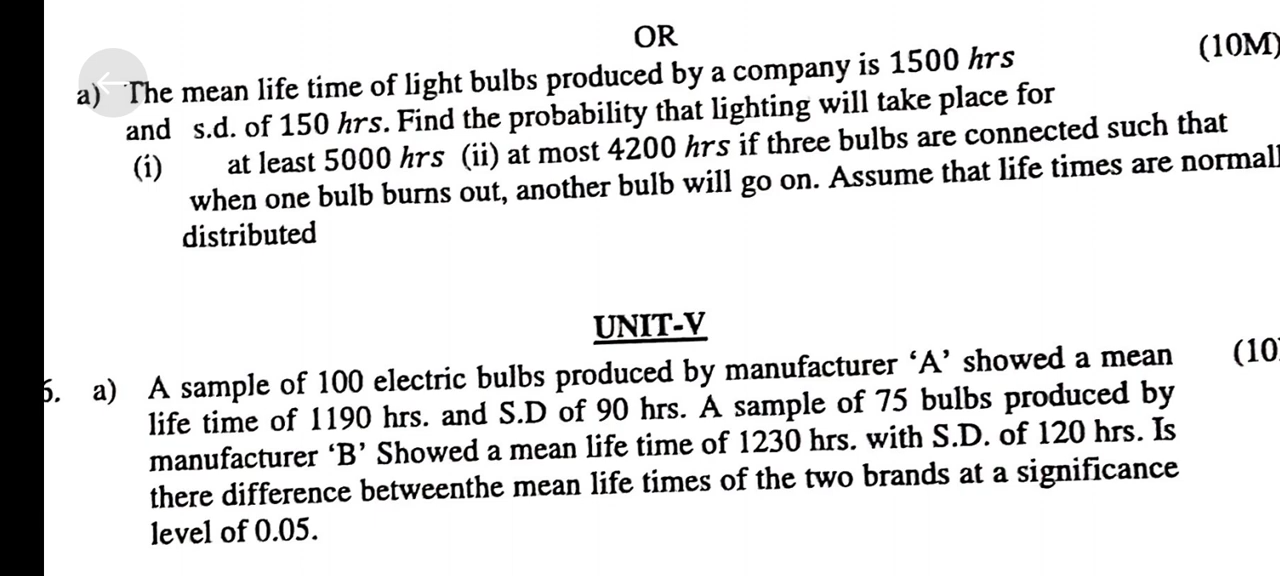 OR
(10M)
a) The mean life time of light bulbs produced by a company is 1500 hrs
and s.d. of 150 hrs. Find the probability that lighting will take place for
(i) at least 5000 hrs (ii) at most 4200 hrs if three bulbs are connected such that
when one bulb burns out, another bulb will go on. Assume that life times are normall
distributed
UNIT-V
6. a) A sample of 100 electric bulbs produced by manufacturer ‘A’ showed a mean (10
life time of 1190 hrs. and S.D of 90 hrs. A sample of 75 bulbs produced by
manufacturer ‘B’ Showed a mean life time of 1230 hrs. with S.D. of 120 hrs. Is
there difference betweenthe mean life times of the two brands at a significance
level of 0.05.